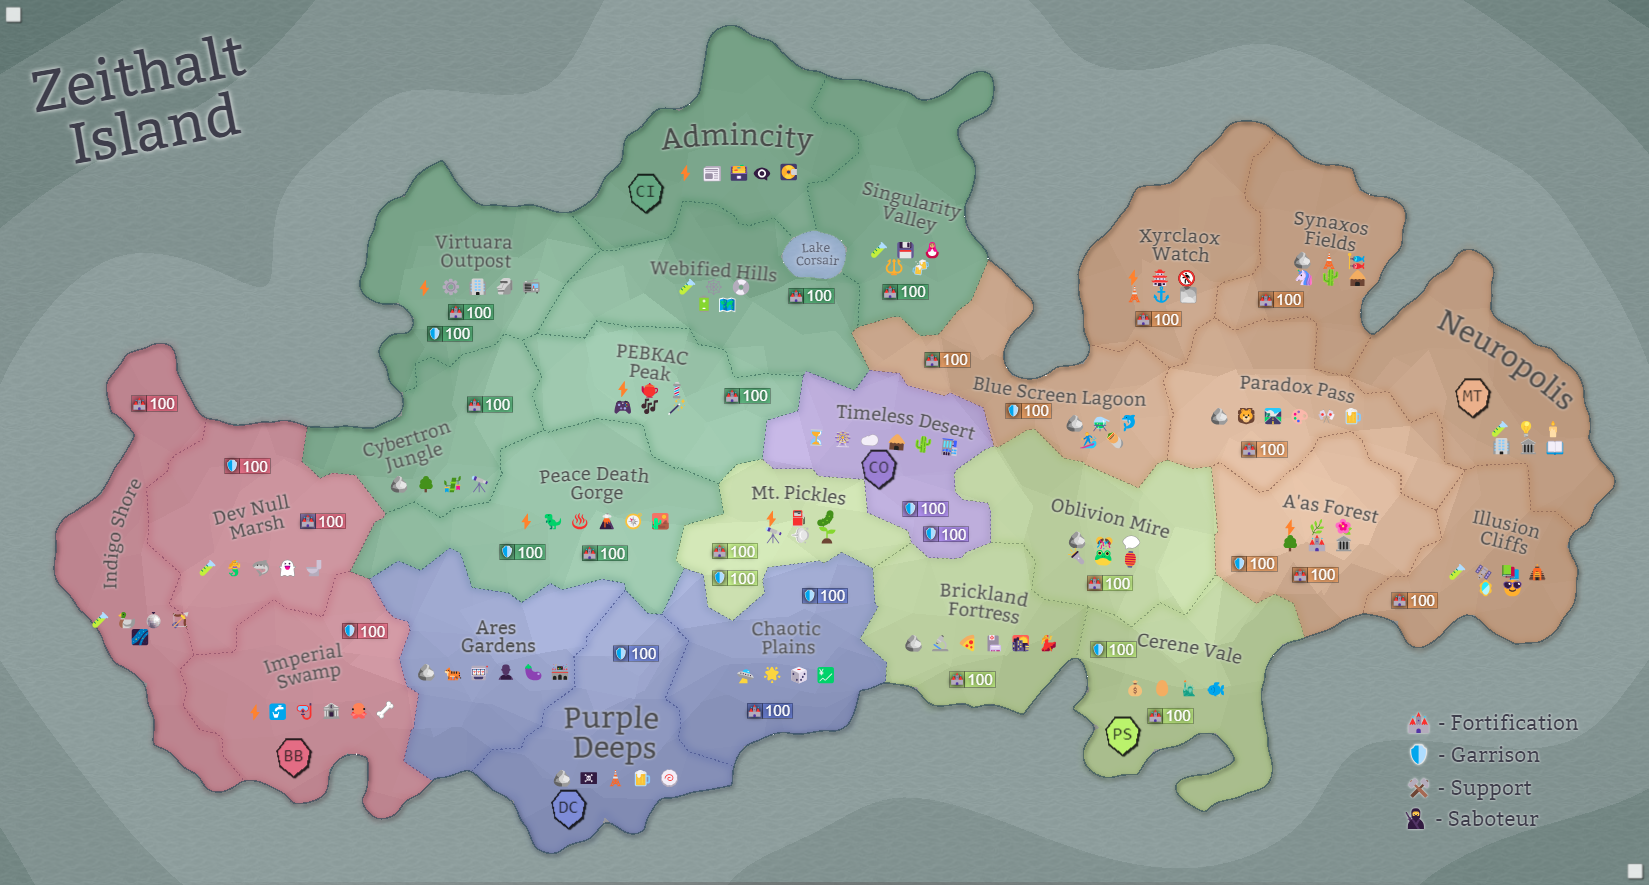 Zeithalt
Island
Admincity
CI
Singularity
Valley
Lake
Corsair
100
100
Virtuara
Outpost
100
100
Webified Hills
Xyrclaox
Watch
100
Synaxos
Fields
100
Neuropolis
MT
PEBKAC
Peak
100
100
Blue Screen Lagoon
100
Paradox Pass
100
100
100
Cybertron
Jungle
Timeless Desert
CO
100
100
Indigo Shore
100
Dev Null
Marsh
100
Peace Death
Gorge
100
100
Mt. Pickles
100
100
Oblivion Mire
100
A'as Forest
100
100
Illusion
Cliffs
100
Imperial
Swamp
100
BB
Ares
Gardens
100
Purple
Deeps
DC
Chaotic
Plains
100
100
Brickland
Fortress
100
Cerene Vale
100
100
PS
- Fortification
- Garrison
- Support
- Saboteur